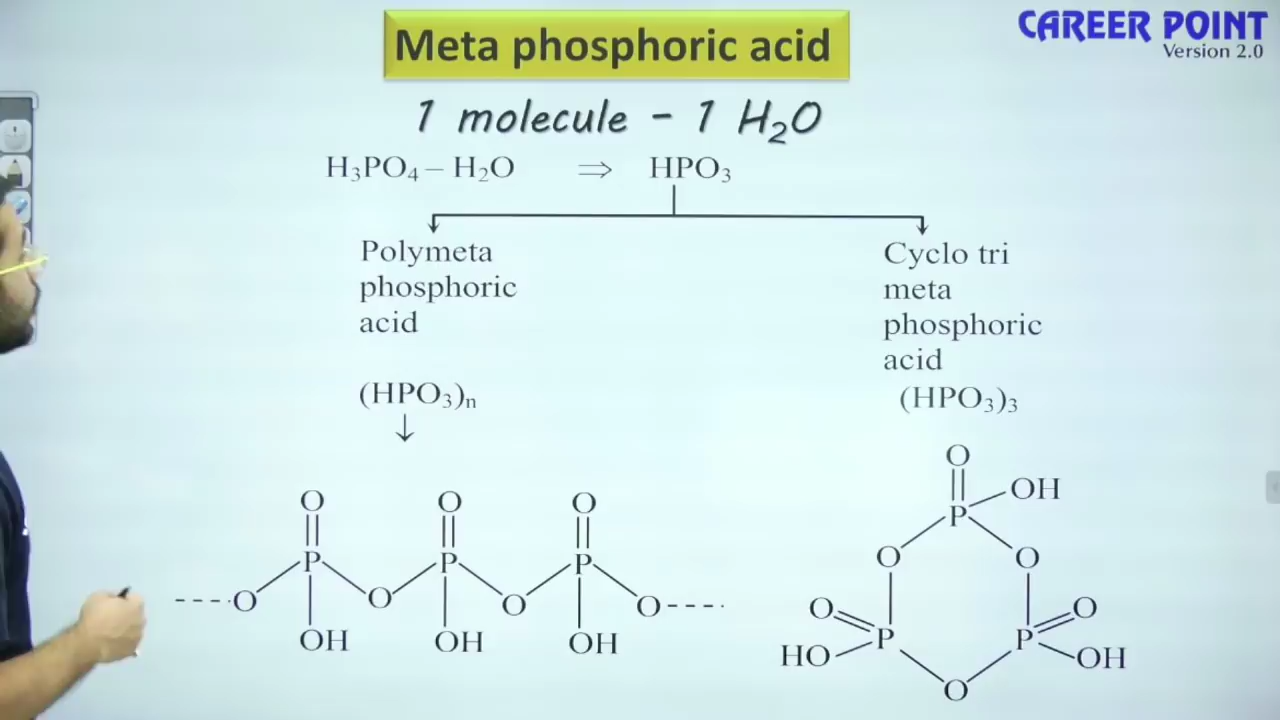 Meta phosphoric acid
CAREER POINT
Version 2.0
1 molecule - 1 H₂O
H₃PO₄ – H₂O ⇒ HPO₃
Polymeta
phosphoric
acid
(HPO₃)ₙ
Cyclo tri
meta
phosphoric
acid
(HPO₃)₃
O O O
P P P
O O O O
OH OH OH
O
P OH
O O
O P P O
HO OH
O